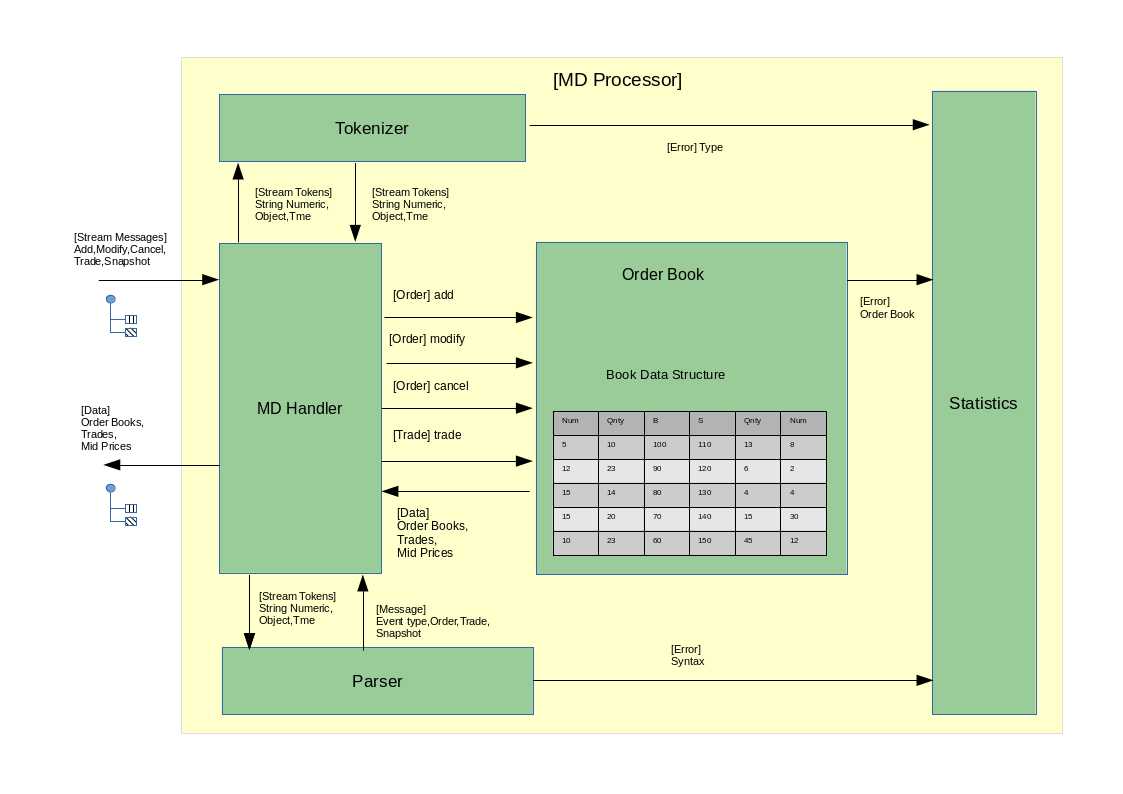 [MD Processor]
Tokenizer
[Error] Type
[Stream Tokens]
String Numeric,
Object,Tme
[Stream Tokens]
String Numeric,
Object,Tme
[Stream Messages]
Add,Modify,Cancel,
Trade,Snapshot
[Data]
Order Books,
Trades,
Mid Prices
MD Handler
[Order] add
[Order] modify
[Order] cancel
[Trade] trade
[Data]
Order Books,
Trades,
Mid Prices
Order Book
Book Data Structure
Num Qnty B S Qnty Num
5 10 100 110 13 8
12 23 90 120 6 2
15 14 80 130 4 4
15 20 70 140 15 30
10 23 60 150 45 12
[Error]
Order Book
Statistics
[Stream Tokens]
String Numeric,
Object,Tme
[Message]
Event type,Order,Trade,
Snapshot
Parser
[Error]
Syntax